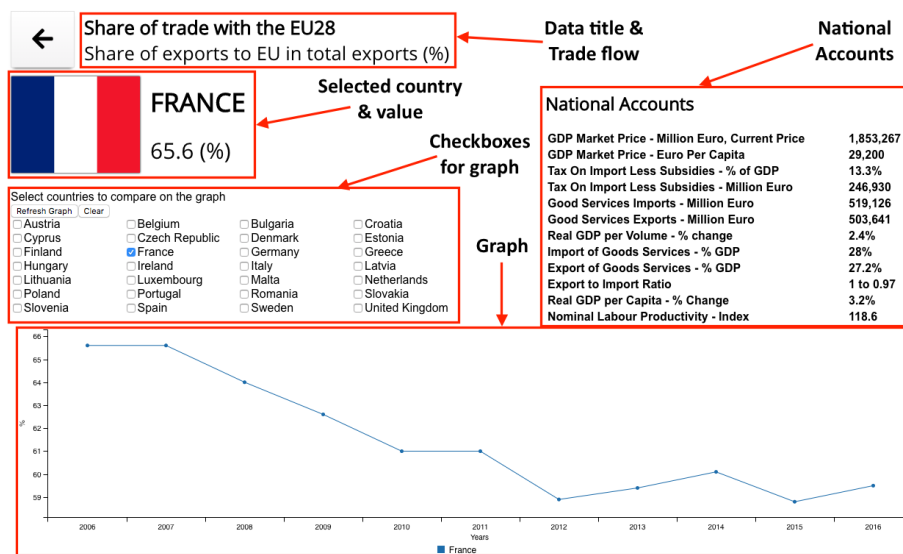 Share of trade with the EU28
Share of exports to EU in total exports (%)
Data title &
Trade flow
National
Accounts
FRANCE
65.6 (%)
Selected country
& value
Checkboxes
for graph
National Accounts
GDP Market Price - Million Euro, Current Price 1,853,267
GDP Market Price - Euro Per Capita 29,200
Tax On Import Less Subsidies - % of GDP 13.3%
Tax On Import Less Subsidies - Million Euro 246,930
Good Services Imports - Million Euro 519,126
Good Services Exports - Million Euro 503,641
Real GDP per Volume - % change 2.4%
Import of Goods Services - % GDP 28%
Export of Goods Services - % GDP 27.2%
Export to Import Ratio 1 to 0.97
Real GDP per Capita - % Change 3.2%
Nominal Labour Productivity - Index 118.6
Select countries to compare on the graph
Refresh Graph Clear
Austria Belgium Bulgaria Croatia
Cyprus Czech Republic Denmark Estonia
Finland France Germany Greece
Hungary Ireland Italy Latvia
Lithuania Luxembourg Malta Netherlands
Poland Portugal Romania Slovakia
Slovenia Spain Sweden United Kingdom
Graph
66
65
64
63
62
61
60
59
%
2006 2007 2008 2009 2010 2011 2012 2013 2014 2015 2016
Years
France